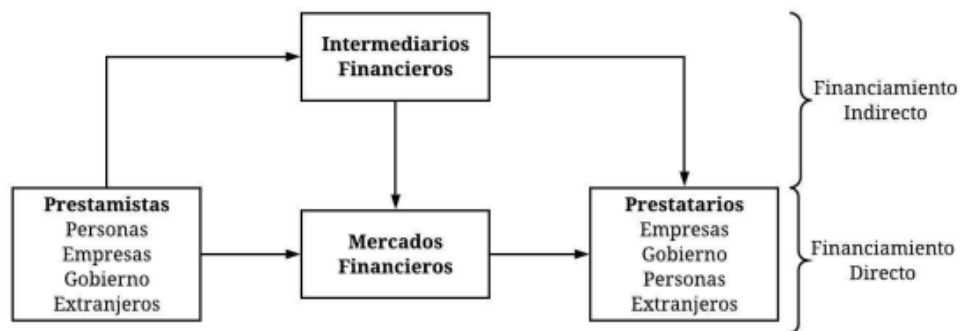 Intermediarios
Financieros
Financiamiento
Indirecto
Prestamistas
Personas
Empresas
Gobierno
Extranjeros
Mercados
Financieros
Prestatarios
Empresas
Gobierno
Personas
Extranjeros
Financiamiento
Directo